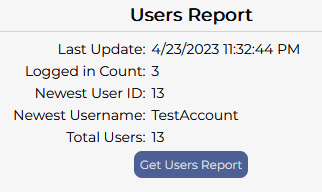 Users Report
Last Update: 4/23/2023 11:32:44 PM
Logged in Count: 3
Newest User ID: 13
Newest Username: TestAccount
Total Users: 13
Get Users Report